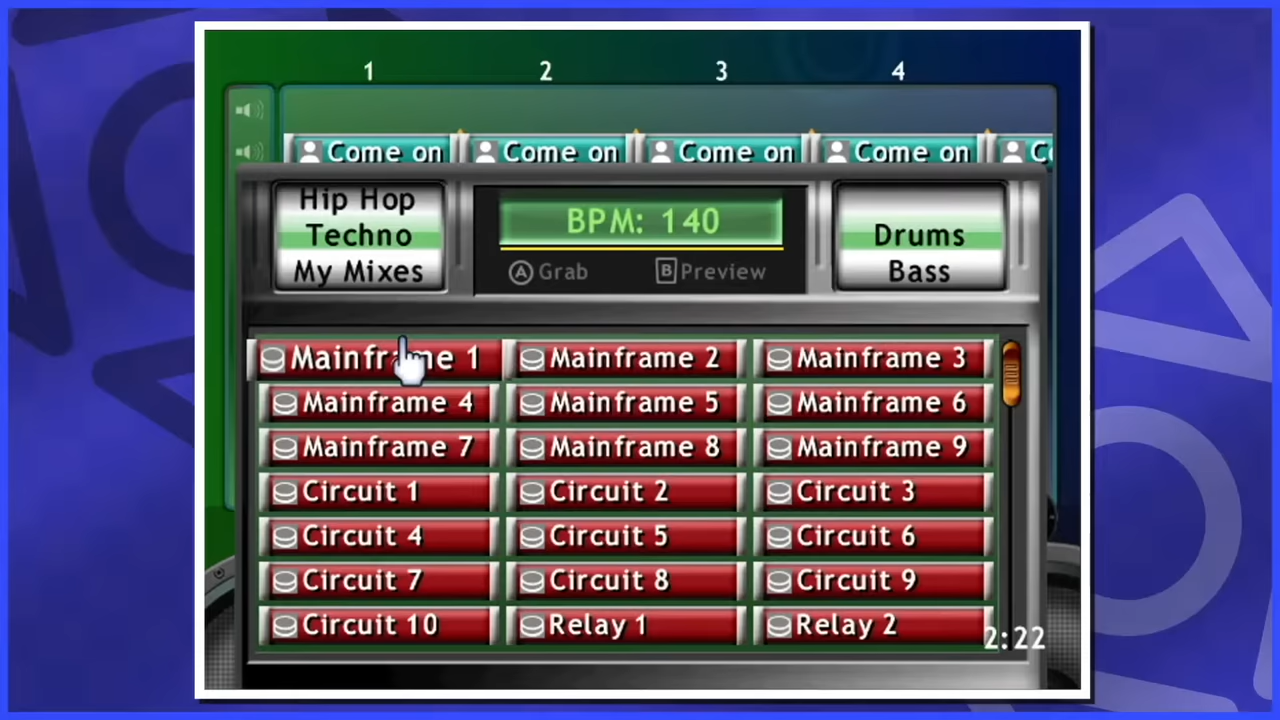 1 2 3 4
Come on Come on Come on Come on
Hip Hop
Techno
My Mixes
BPM: 140
A Grab B Preview
Drums
Bass
Mainframe 1 Mainframe 2 Mainframe 3
Mainframe 4 Mainframe 5 Mainframe 6
Mainframe 7 Mainframe 8 Mainframe 9
Circuit 1 Circuit 2 Circuit 3
Circuit 4 Circuit 5 Circuit 6
Circuit 7 Circuit 8 Circuit 9
Circuit 10 Relay 1 Relay 2
2:22